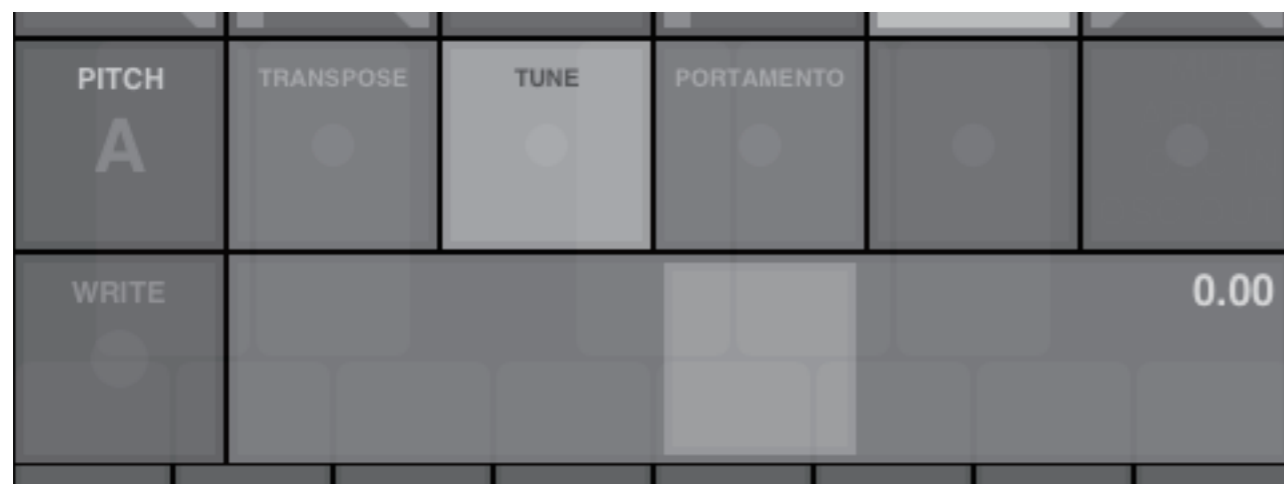 PITCH
A
TRANSPOSE
TUNE
PORTAMENTO
WRITE
0.00